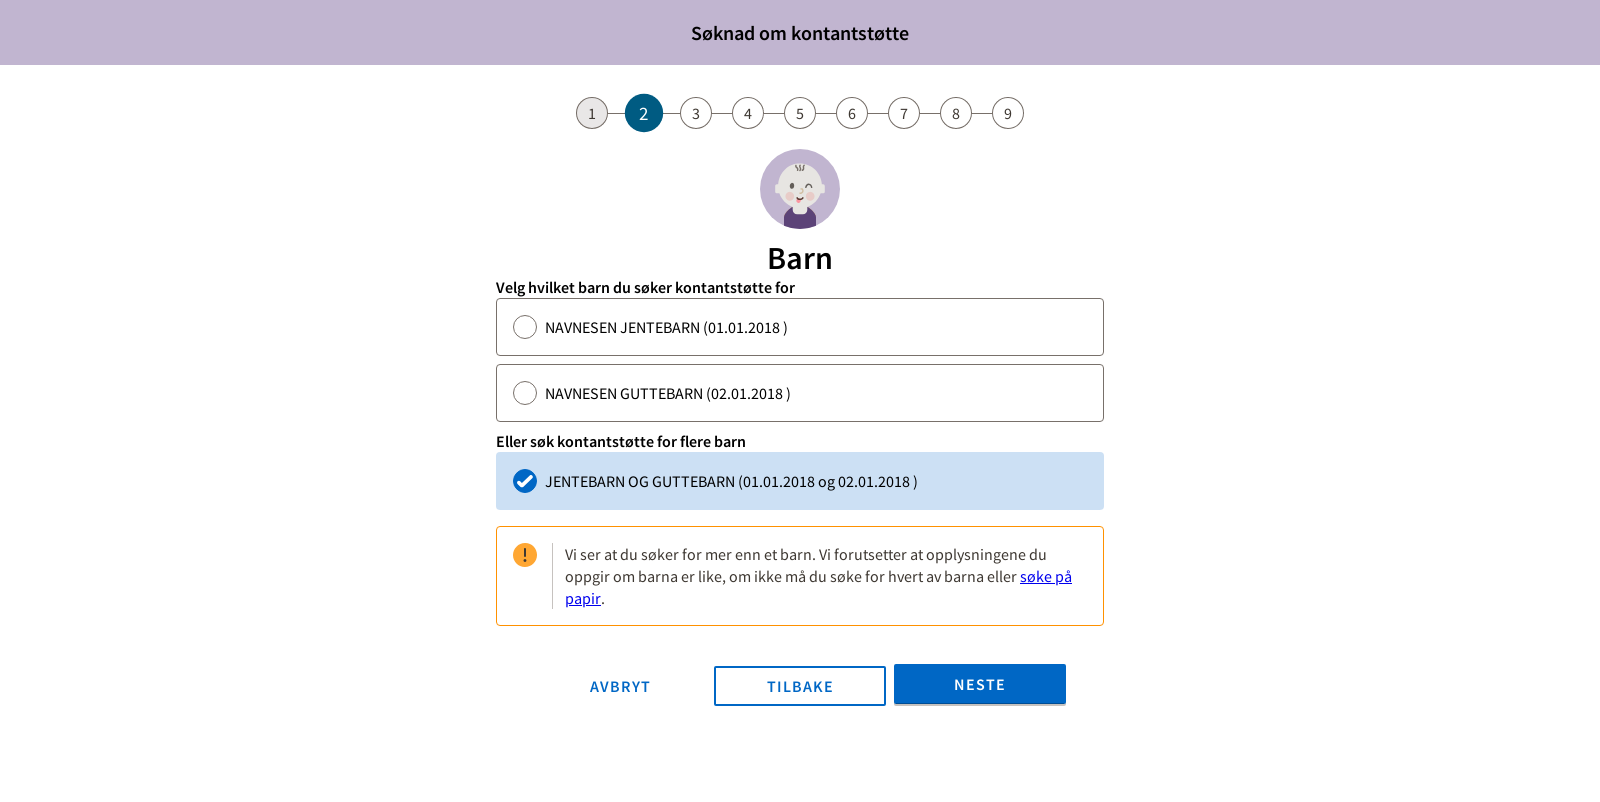 Søknad om kontantstøtte
1 2 3 4 5 6 7 8 9
Barn
Velg hvilket barn du søker kontantstøtte for
NAVNESEN JENTEBARN (01.01.2018 )
NAVNESEN GUTTEBARN (02.01.2018 )
Eller søk kontantstøtte for flere barn
JENTEBARN OG GUTTEBARN (01.01.2018 og 02.01.2018 )
Vi ser at du søker for mer enn et barn. Vi forutsetter at opplysningene du
oppgir om barna er like, om ikke må du søke for hvert av barna eller søke på
papir.
AVBRYT TILBAKE NESTE